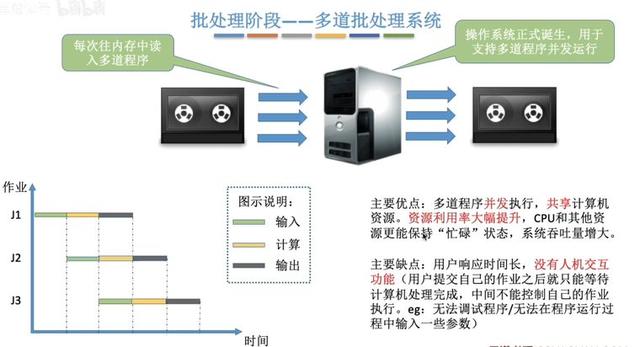 批处理阶段——多道批处理系统
每次往内存中读
入多道程序
操作系统正式诞生，用于
支持多道程序并发运行
作业
J1
J2
J3
时间
图示说明：
输入
计算
输出
主要优点：多道程序并发执行，共享计算机
资源。资源利用率大幅提升，CPU和其他资
源更能保持“忙碌”状态，系统吞吐量增大。
主要缺点：用户响应时间长，没有人机交互
功能（用户提交自己的作业之后就只能等待
计算机处理完成，中间不能控制自己的作业
执行。eg：无法调试程序/无法在程序运行过
程中输入一些参数）